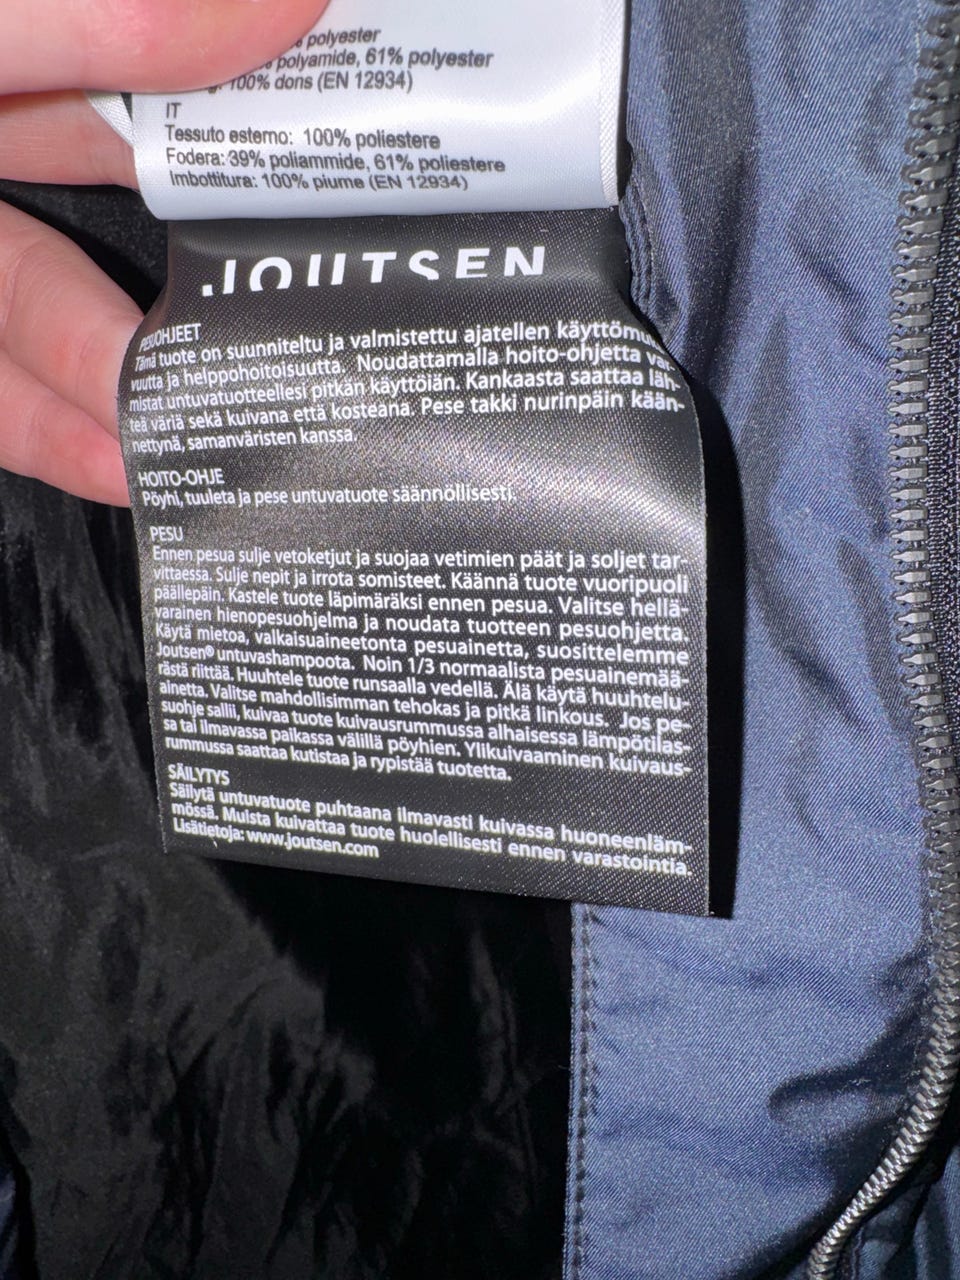 polyester
polyamide, 61% polyester
100% dons (EN 12934)
IT
Tessuto esterno: 100% poliestere
Fodera: 39% poliammide, 61% poliestere
Imbottitura: 100% piume (EN 12934)
JOUTSEN
PESUOHJEET
Tämä tuote on suunniteltu ja valmistettu ajatellen käyttömu
vuutta ja helppohoitoisuutta. Noudattamalla hoito-ohjetta var-
mistat untuvatuotteellesi pitkän käyttöiän. Kankaasta saattaa läh-
teä väriä sekä kuivana että kosteana. Pese takki nurinpäin kään-
nettynä, samanväristen kanssa.
HOITO-OHJE
Pöyhi, tuuleta ja pese untuvatuote säännöllisesti.
PESU
Ennen pesua sulje vetoketjut ja suojaa vetimien päät ja soljet tar-
vittaessa. Sulje nepit ja irrota somisteet. Käännä tuote vuoripuoli
päällepäin. Kastele tuote läpimäräksi ennen pesua. Valitse hellä-
varainen hienopesuohjelma ja noudata tuotteen pesuohjetta.
Käytä mietoa, valkaisuaineetonta pesuainetta, suosittelemme
Joutsen® untuvashampoota. Noin 1/3 normaalista pesuainemää-
rästä riittää. Huuhtele tuote runsaalla vedellä. Älä käytä huuhtelu-
ainetta. Valitse mahdollisimman tehokas ja pitkä linkous. Jos pe-
suohje sallii, kuivaa tuote kuivausrummussa alhaisessa lämpötilas-
sa tai ilmavassa paikassa välillä pöyhien. Ylikuivaaminen kuivaus-
rummussa saattaa kutistaa ja rypistää tuotetta.
SÄILYTYS
Säilytä untuvatuote puhtaana ilmavasti kuivassa huoneenläm-
mössä. Muista kuivattaa tuote huolellisesti ennen varastointia.
Lisätietoja: www.joutsen.com